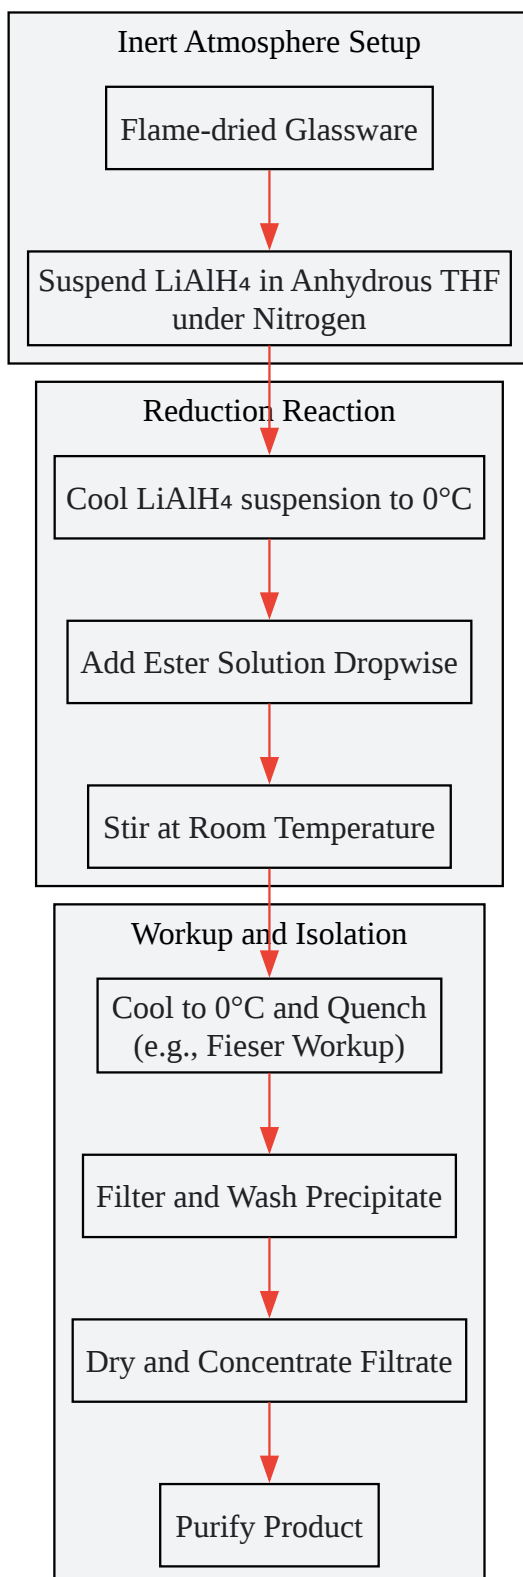 Inert Atmosphere Setup
Flame-dried Glassware
Suspend LiAlH₄ in Anhydrous THF
under Nitrogen
Reduction Reaction
Cool LiAlH₄ suspension to 0°C
Add Ester Solution Dropwise
Stir at Room Temperature
Workup and Isolation
Cool to 0°C and Quench
(e.g., Fieser Workup)
Filter and Wash Precipitate
Dry and Concentrate Filtrate
Purify Product